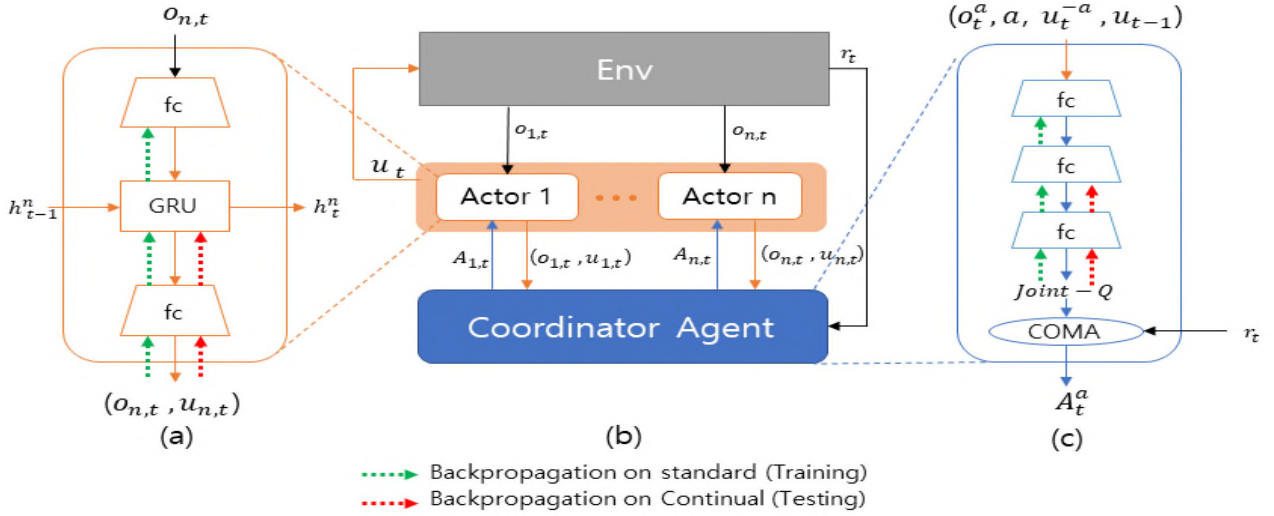 o_{n,t}
fc
GRU
h^n_{t-1}
h^n_t
fc
(o_{n,t} , u_{n,t})
(a)
Env
r_t
o_{1,t}
o_{n,t}
u_t
Actor 1
Actor n
A_{1,t}
(o_{1,t} , u_{1,t})
A_{n,t}
(o_{n,t} , u_{n,t})
Coordinator Agent
(b)
(o^a_t, a, u^{-a}_t , u_{t-1})
fc
fc
fc
Joint-Q
COMA
r_t
A^a_t
(c)
Backpropagation on standard (Training)
Backpropagation on Continual (Testing)